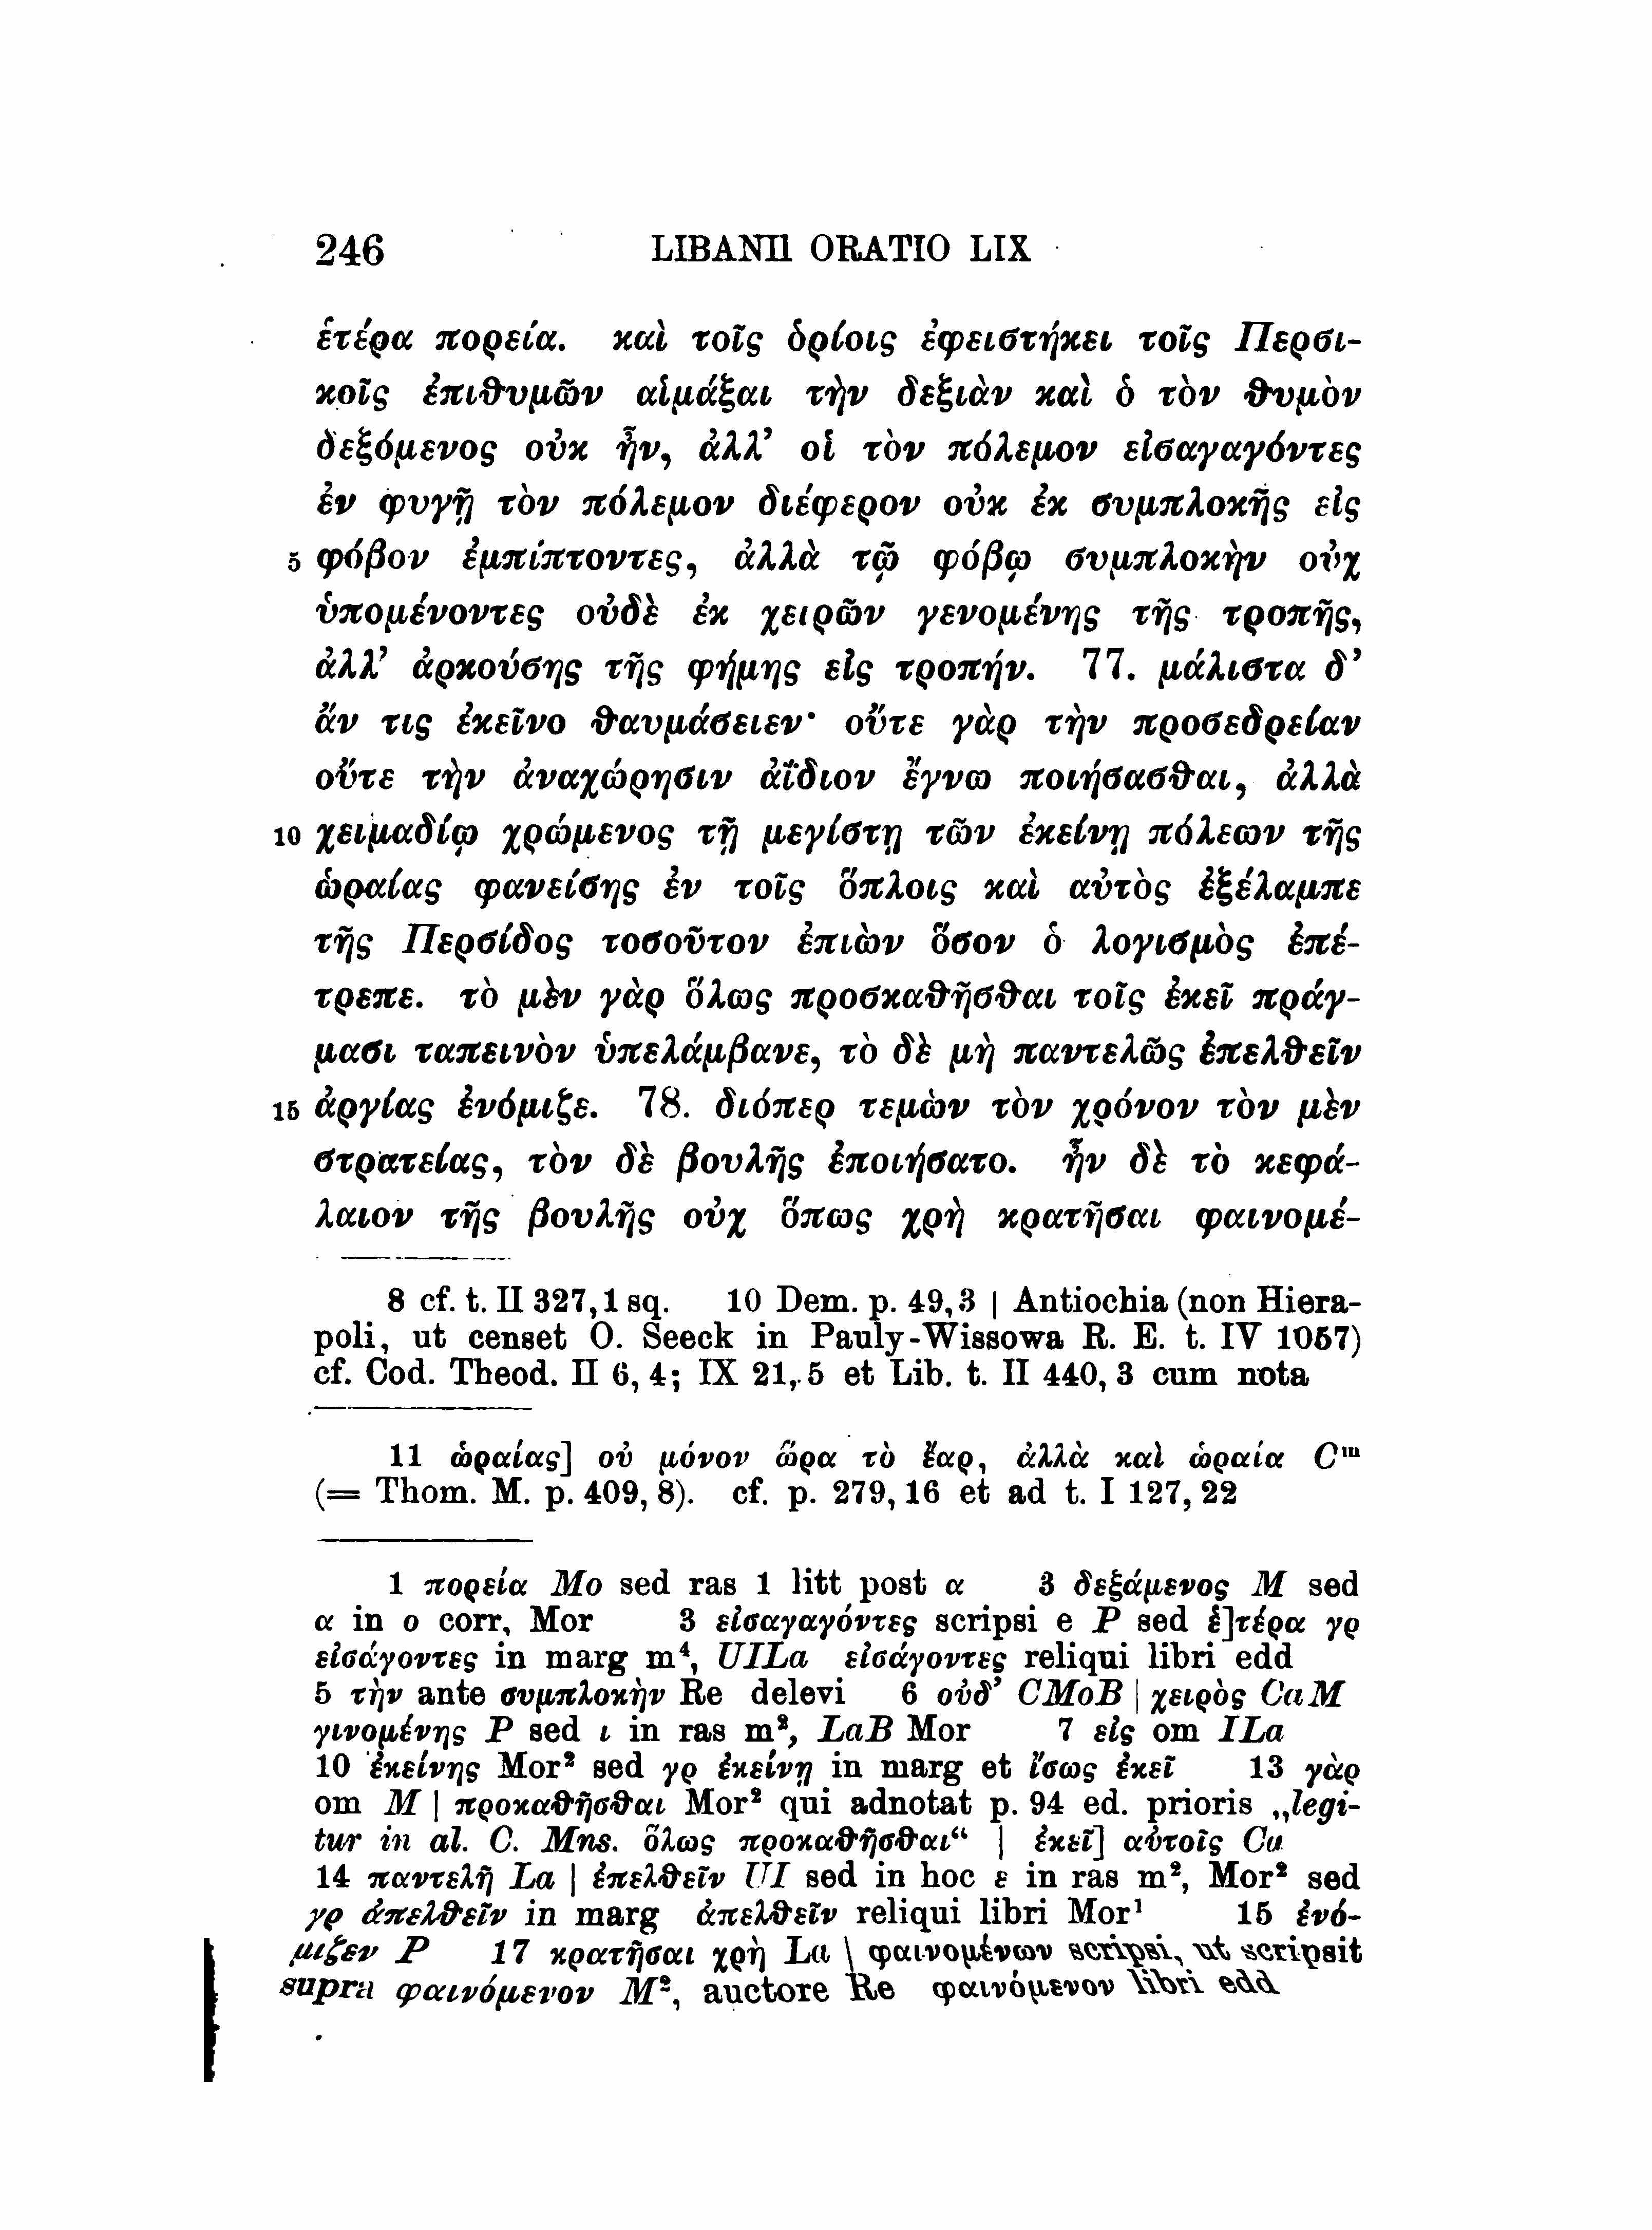 246 LIBANII ORATIO LIX
ἑτέρα πορεία. καὶ τοῖς ὁρίοις ἐφειστήκει τοῖς Περσι-
κοῖς ἐπιθυμῶν αἱμάξαι τὴν δεξιὰν καὶ ὁ τὸν θυμὸν
δεξόμενος οὐκ ἦν, ἀλλ’ οἱ τὸν πόλεμον εἰσαγαγόντες
ἐν φυγῇ τὸν πόλεμον διέφερον οὐκ ἐκ συμπλοκῆς εἰς
5 φόβον ἐμπίπτοντες, ἀλλὰ τῷ φόβῳ συμπλοκὴν οὐχ
ὑπομένοντες οὐδὲ ἐκ χειρῶν γενομένης τῆς τροπῆς,
ἀλλ’ ἀρκούσης τῆς φήμης εἰς τροπήν. 77. μάλιστα δ’
ἄν τις ἐκεῖνο θαυμάσειεν· οὔτε γὰρ τὴν προσεδρείαν
οὔτε τὴν ἀναχώρησιν ἀΐδιον ἔγνω ποιήσασθαι, ἀλλὰ
10 χειμαδίῳ χρώμενος τῇ μεγίστῃ τῶν ἐκείνῃ πόλεων τῆς
ὡραίας φανείσης ἐν τοῖς ὅπλοις καὶ αὐτὸς ἐξέλαμπε
τῆς Περσίδος τοσοῦτον ἐπιὼν ὅσον ὁ λογισμὸς ἐπέ-
τρεπε. τὸ μὲν γὰρ ὅλως προσκαθῆσθαι τοῖς ἐκεῖ πράγ-
μασι ταπεινὸν ὑπελάμβανε, τὸ δὲ μὴ παντελῶς ἐπελθεῖν
15 ἀργίας ἐνόμιζε. 78. διόπερ τεμὼν τὸν χρόνον τὸν μὲν
στρατείας, τὸν δὲ βουλῆς ἐποιήσατο. ἦν δὲ τὸ κεφά-
λαιον τῆς βουλῆς οὐχ ὅπως χρὴ κρατῆσαι φαινομέ-
8 cf. t. II 327,1 sq. 10 Dem. p. 49,3 | Antiochia (non Hiera-
poli, ut censet O. Seeck in Pauly-Wissowa R. E. t. IV 1057)
cf. Cod. Theod. II 6, 4; IX 21, 5 et Lib. t. II 440, 3 cum nota
11 ὡραίας] οὐ μόνον ὥρα τὸ ἔαρ, ἀλλὰ καὶ ὡραία Cᵐ
(= Thom. M. p. 409, 8). cf. p. 279, 16 et ad t. I 127, 22
1 πορεία Mo sed ras 1 litt post α 3 δεξάμενος M sed
α in ο corr, Mor 3 εἰσαγαγόντες scripsi e P sed ἑ]τέρα γρ
εἰσάγοντες in marg m⁴, UILa εἰσάγοντες reliqui libri edd
5 τὴν ante συμπλοκὴν Re delevi 6 οὐδ’ CMoB | χειρὸς CaM
γινομένης P sed ι in ras m², LaB Mor 7 εἰς om ILa
10 ἐκείνης Mor² sed γρ ἐκείνῃ in marg et ἴσως ἐκεῖ 13 γὰρ
om M | προκαθῆσθαι Mor² qui adnotat p. 94 ed. prioris „legi-
tur in al. C. Mns. ὅλως προκαθῆσθαι“ | ἐκεῖ] αὐτοῖς Ca
14 παντελῆ La | ἐπελθεῖν UI sed in hoc ε in ras m², Mor² sed
γρ ἀπελθεῖν in marg ἀπελθεῖν reliqui libri Mor¹ 15 ἐνό-
μιζεν P 17 κρατῆσαι χρὴ La \ φαινομένων scripsi, ut scripsit
supra φαινόμενον M², auctore Re φαινόμενον libri edd